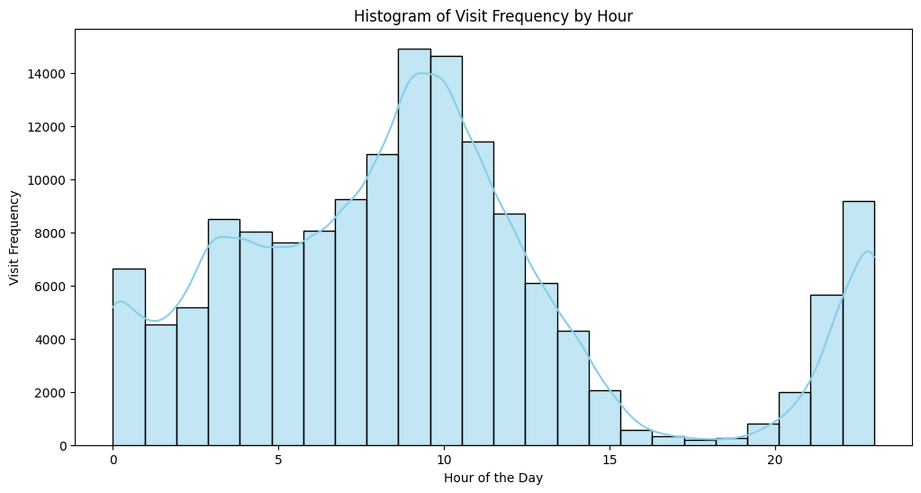 Histogram of Visit Frequency by Hour
14000
12000
10000
8000
6000
4000
2000
0
Visit Frequency
0 5 10 15 20
Hour of the Day